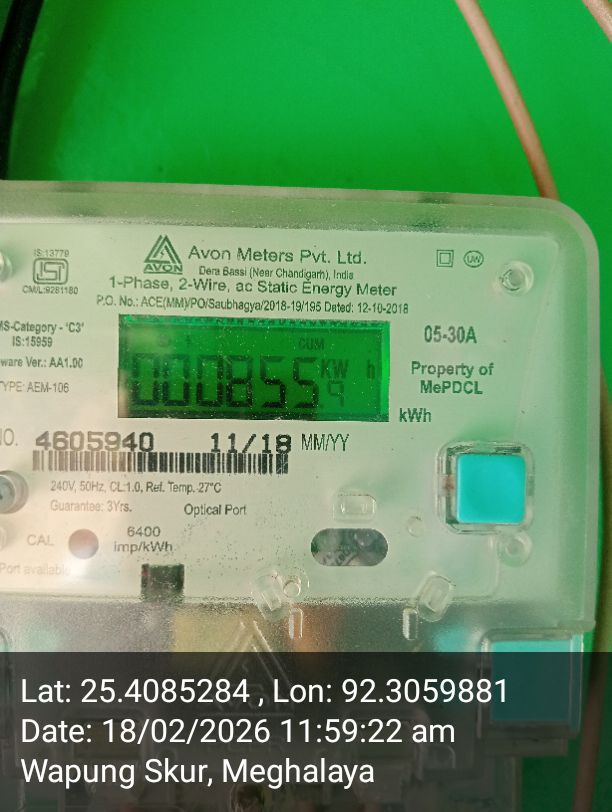 IS:13779
CM/L:9281180
AVON
Avon Meters Pvt. Ltd.
Dera Bassi (Near Chandigarh), India
1-Phase, 2-Wire, ac Static Energy Meter
P.O. No.: ACE(MM)/PO/Saubhagya/2018-19/195 Dated: 12-10-2018
UW
MS-Category - 'C3'
IS:15959
ware Ver.: AA1.00
TYPE: AEM-106
CUM
000855.9 KW h
05-30A
Property of
MePDCL
kWh
NO. 4605940 11/18 MM/YY
240V, 50Hz, CL:1.0, Ref. Temp.-27°C
Guarantee: 3Yrs.
Optical Port
CAL
6400
imp/kWh
Port available
Lat: 25.4085284 , Lon: 92.3059881
Date: 18/02/2026 11:59:22 am
Wapung Skur, Meghalaya